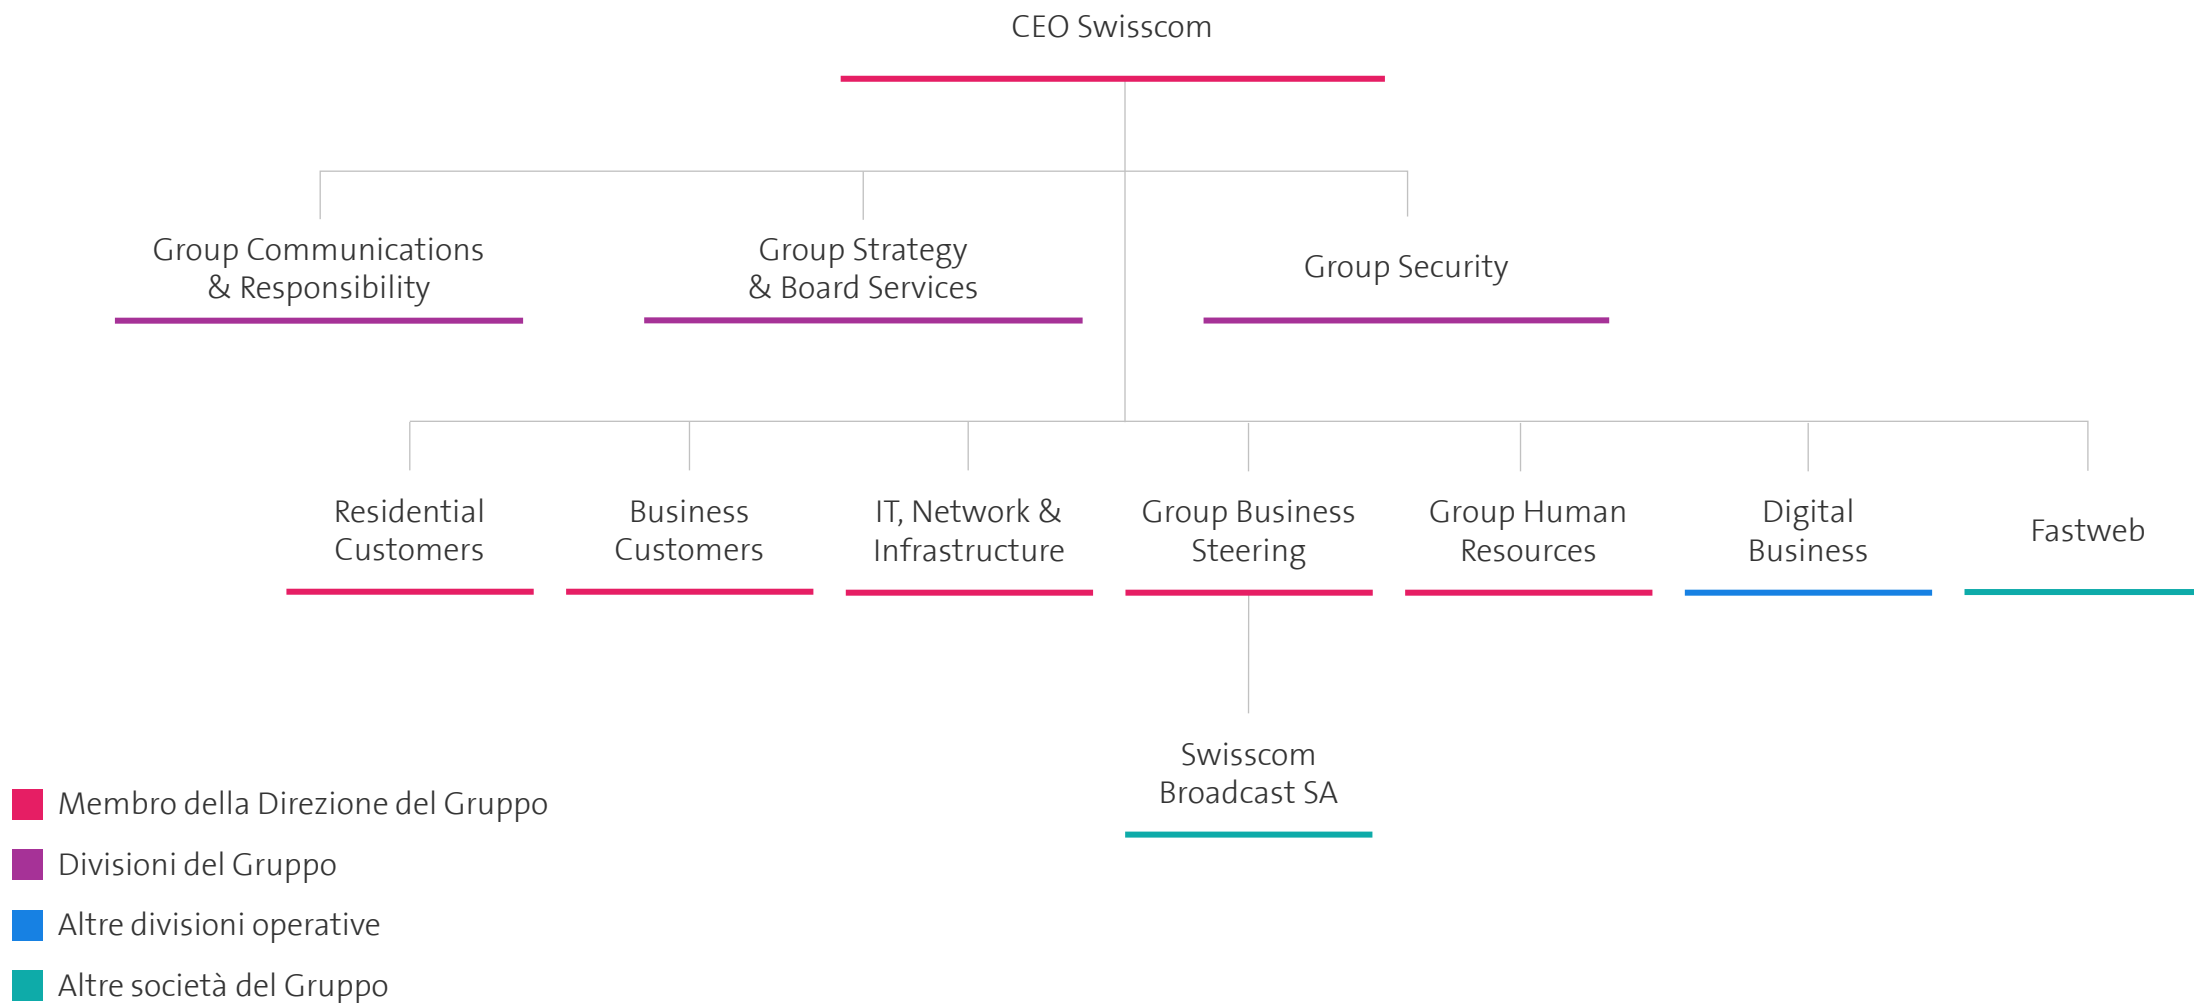 CEO Swisscom
Group Communications
& Responsibility
Group Strategy
& Board Services
Group Security
Residential
Customers
Business
Customers
IT, Network &
Infrastructure
Group Business
Steering
Group Human
Resources
Digital
Business
Fastweb
Swisscom
Broadcast SA
Membro della Direzione del Gruppo
Divisioni del Gruppo
Altre divisioni operative
Altre società del Gruppo